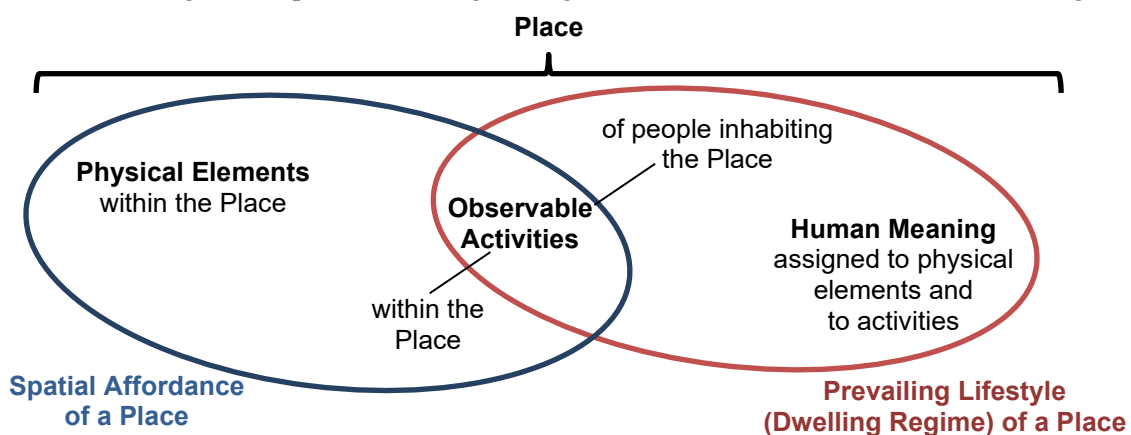 Place
of people inhabiting
the Place
Physical Elements
within the Place
Observable
Activities
Human Meaning
assigned to physical
elements and
to activities
within the
Place
Spatial Affordance
of a Place
Prevailing Lifestyle
(Dwelling Regime) of a Place